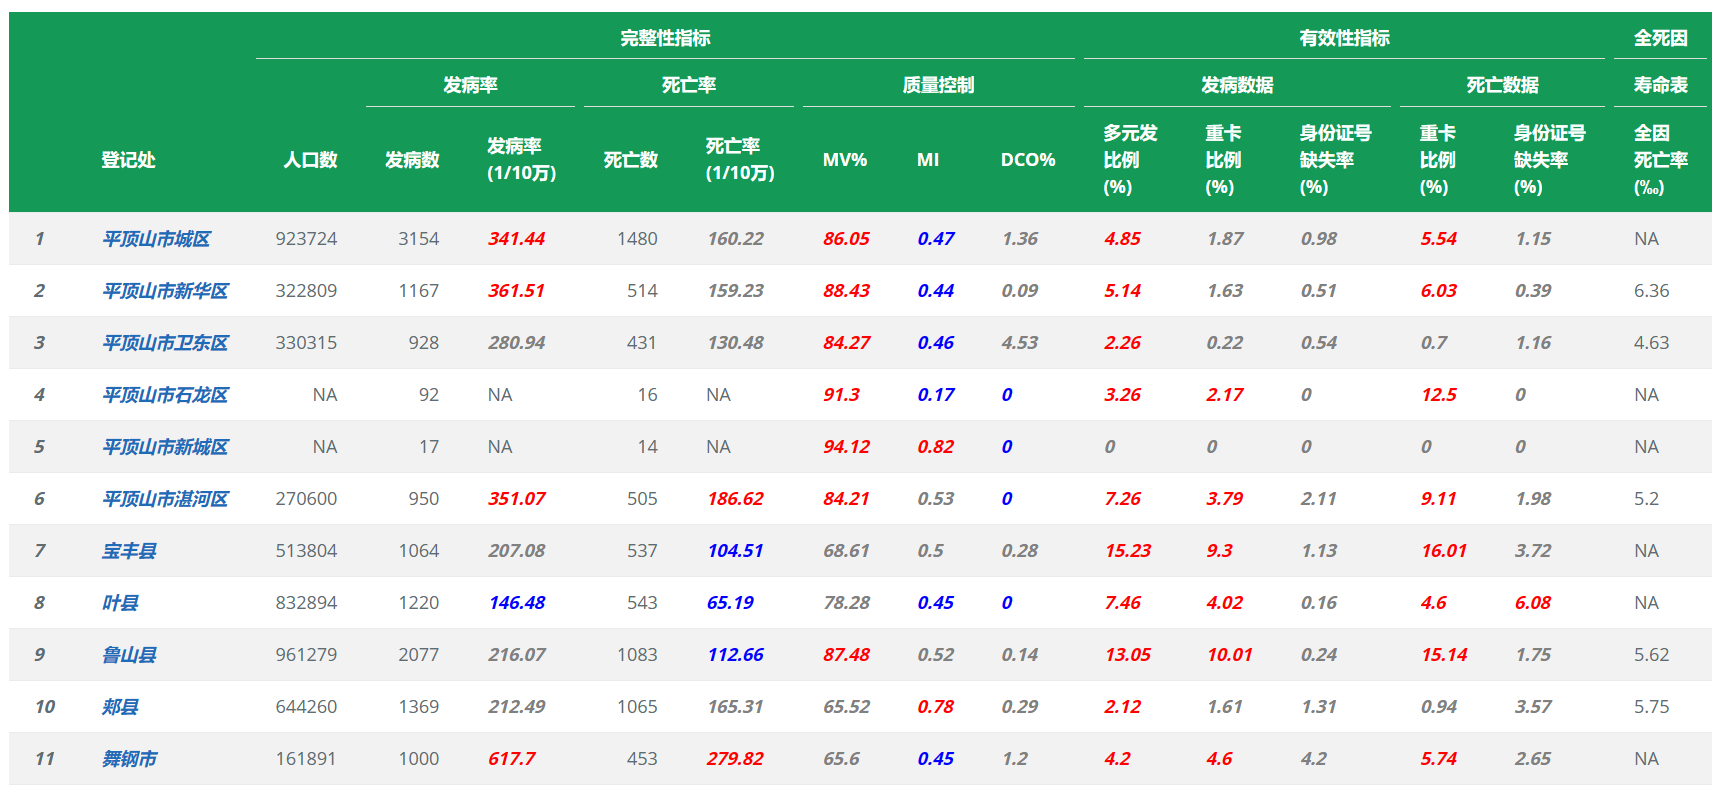 完整性指标 有效性指标 全死因
发病率 死亡率 质量控制 发病数据 死亡数据 寿命表
登记处 人口数 发病数 发病率 (1/10万) 死亡数 死亡率 (1/10万) MV% MI DCO% 多元发 比例 (%) 重卡 比例 (%) 身份证号 缺失率 (%) 重卡 比例 (%) 身份证号 缺失率 (%) 全因 死亡率 (‰)
1 平顶山市城区 923724 3154 341.44 1480 160.22 86.05 0.47 1.36 4.85 1.87 0.98 5.54 1.15 NA
2 平顶山市新华区 322809 1167 361.51 514 159.23 88.43 0.44 0.09 5.14 1.63 0.51 6.03 0.39 6.36
3 平顶山市卫东区 330315 928 280.94 431 130.48 84.27 0.46 4.53 2.26 0.22 0.54 0.7 1.16 4.63
4 平顶山市石龙区 NA 92 NA 16 NA 91.3 0.17 0 3.26 2.17 0 12.5 0 NA
5 平顶山市新城区 NA 17 NA 14 NA 94.12 0.82 0 0 0 0 0 0 NA
6 平顶山市湛河区 270600 950 351.07 505 186.62 84.21 0.53 0 7.26 3.79 2.11 9.11 1.98 5.2
7 宝丰县 513804 1064 207.08 537 104.51 68.61 0.5 0.28 15.23 9.3 1.13 16.01 3.72 NA
8 叶县 832894 1220 146.48 543 65.19 78.28 0.45 0 7.46 4.02 0.16 4.6 6.08 NA
9 鲁山县 961279 2077 216.07 1083 112.66 87.48 0.52 0.14 13.05 10.01 0.24 15.14 1.75 5.62
10 郏县 644260 1369 212.49 1065 165.31 65.52 0.78 0.29 2.12 1.61 1.31 0.94 3.57 5.75
11 舞钢市 161891 1000 617.7 453 279.82 65.6 0.45 1.2 4.2 4.6 4.2 5.74 2.65 NA